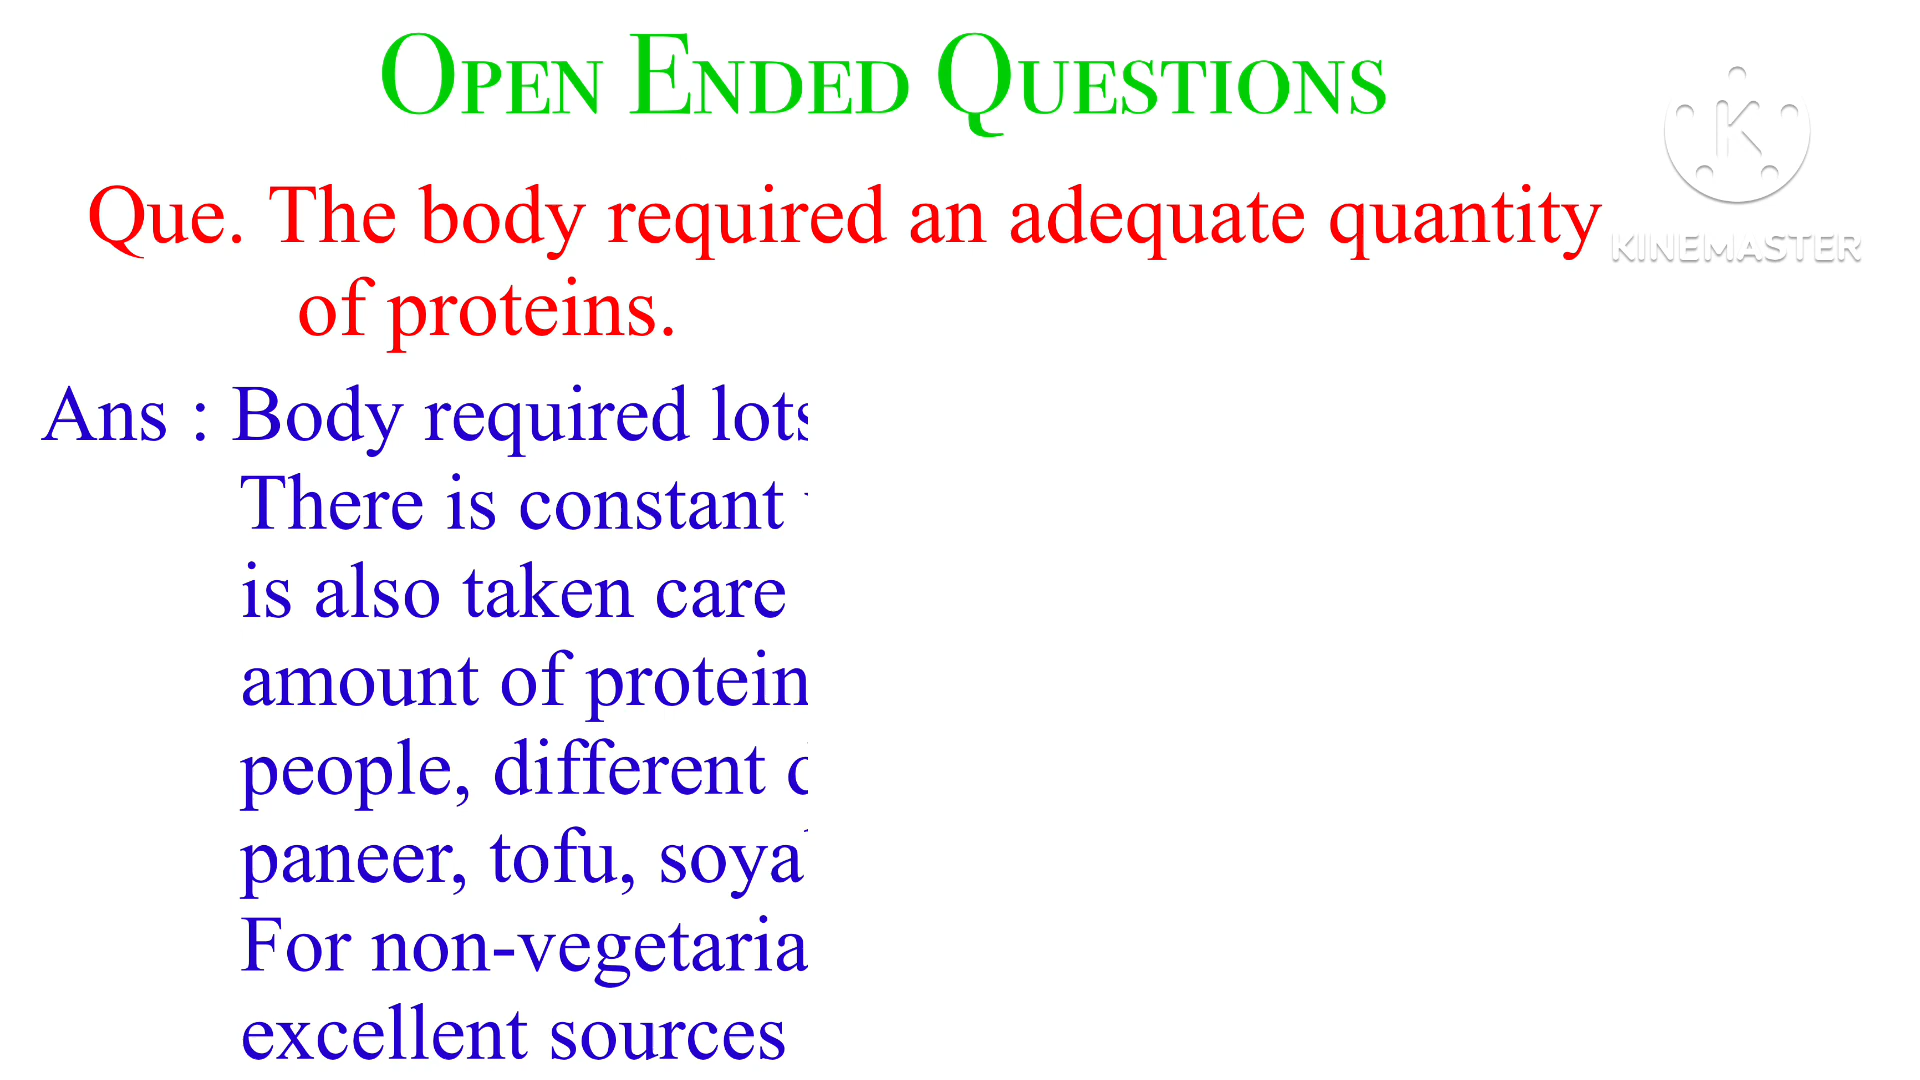 Open Ended Questions
Que. The body required an adequate quantity
of proteins.
KINEMASTER
Ans : Body required lots
There is constant
is also taken care
amount of protein
people, different
paneer, tofu, soya
For non-vegetaria
excellent sources